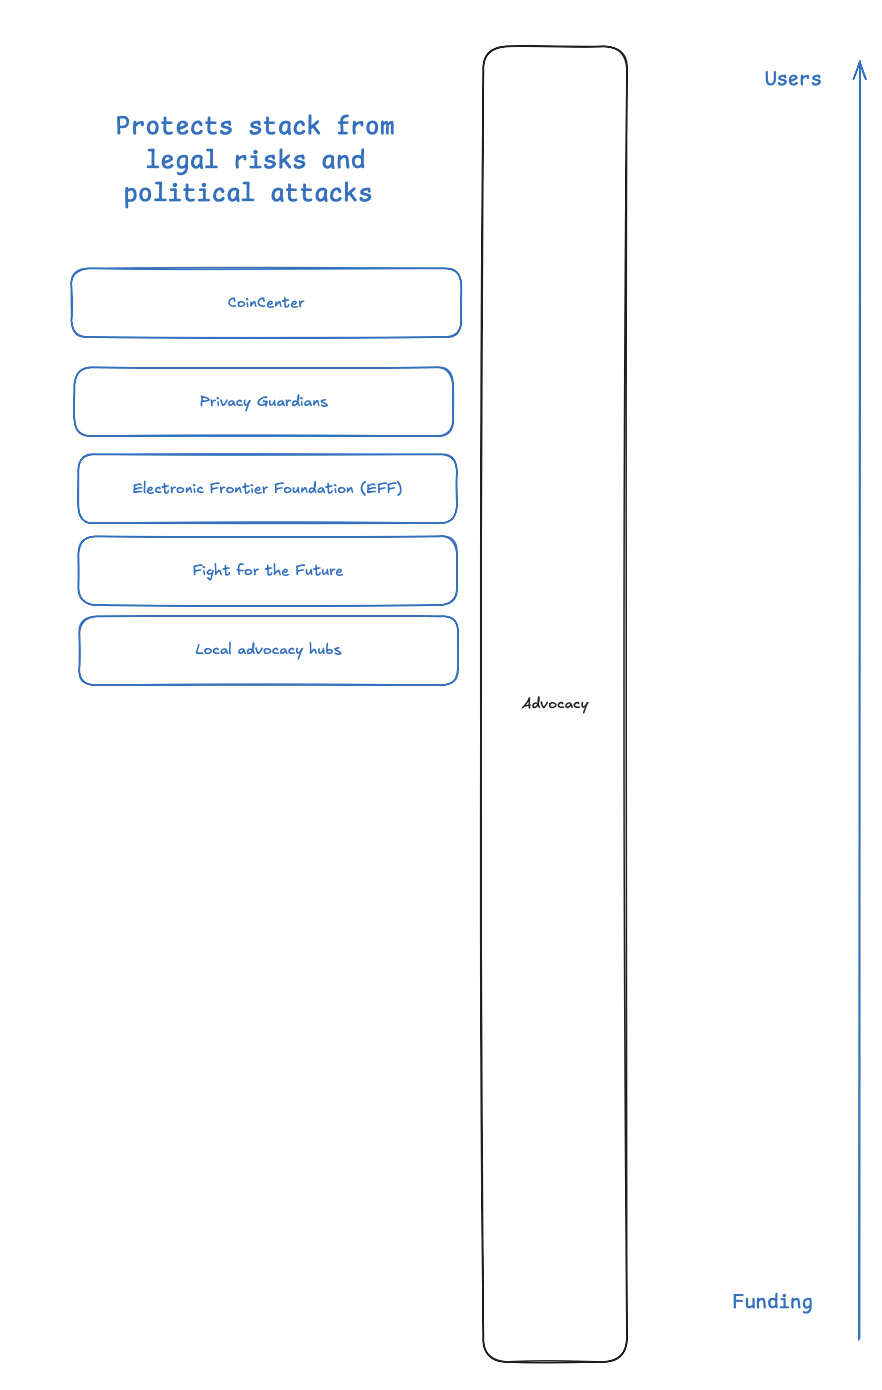 Users
Protects stack from
legal risks and
political attacks
CoinCenter
Privacy Guardians
Electronic Frontier Foundation (EFF)
Fight for the Future
Local advocacy hubs
Advocacy
Funding